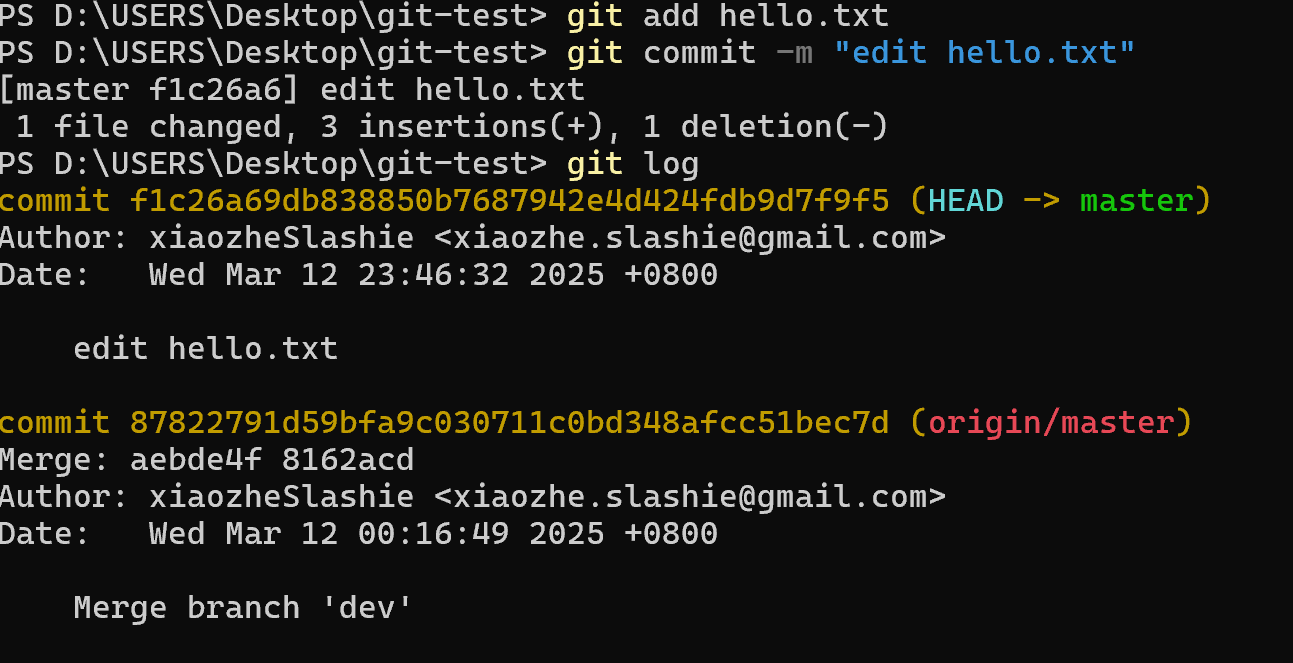 PS D:\USERS\Desktop\git-test> git add hello.txt
PS D:\USERS\Desktop\git-test> git commit -m "edit hello.txt"
[master f1c26a6] edit hello.txt
 1 file changed, 3 insertions(+), 1 deletion(-)
PS D:\USERS\Desktop\git-test> git log
commit f1c26a69db838850b7687942e4d424fdb9d7f9f5 (HEAD -> master)
Author: xiaozheSlashie <xiaozhe.slashie@gmail.com>
Date:   Wed Mar 12 23:46:32 2025 +0800

    edit hello.txt

commit 87822791d59bfa9c030711c0bd348afcc51bec7d (origin/master)
Merge: aebde4f 8162acd
Author: xiaozheSlashie <xiaozhe.slashie@gmail.com>
Date:   Wed Mar 12 00:16:49 2025 +0800

    Merge branch 'dev'